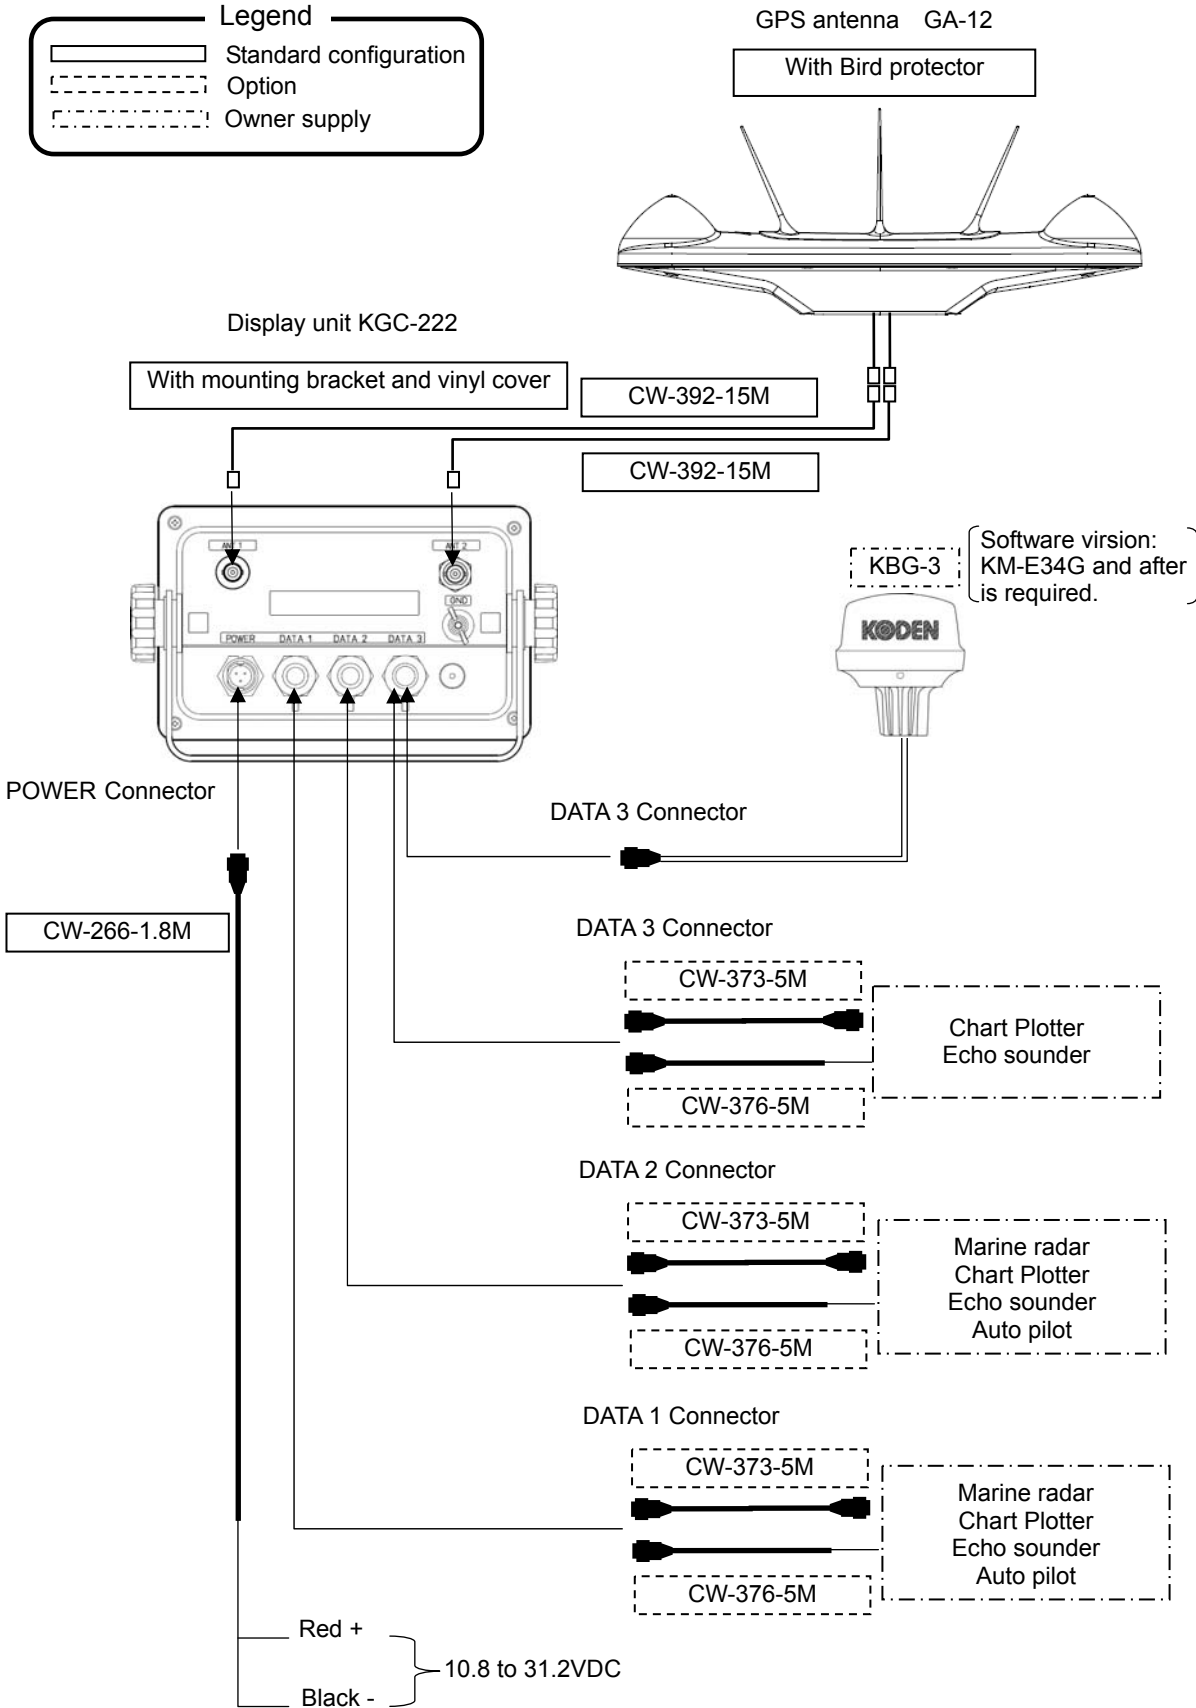 Legend
Standard configuration
Option
Owner supply
GPS antenna GA-12
With Bird protector
Display unit KGC-222
With mounting bracket and vinyl cover
CW-392-15M
CW-392-15M
ANT 1
ANT 2
GND
POWER DATA 1 DATA 2 DATA 3
KBG-3
Software virsion:
KM-E34G and after
is required.
KODEN
POWER Connector
DATA 3 Connector
CW-266-1.8M
DATA 3 Connector
CW-373-5M
Chart Plotter
Echo sounder
CW-376-5M
DATA 2 Connector
CW-373-5M
Marine radar
Chart Plotter
Echo sounder
Auto pilot
CW-376-5M
DATA 1 Connector
CW-373-5M
Marine radar
Chart Plotter
Echo sounder
Auto pilot
CW-376-5M
Red +
10.8 to 31.2VDC
Black -